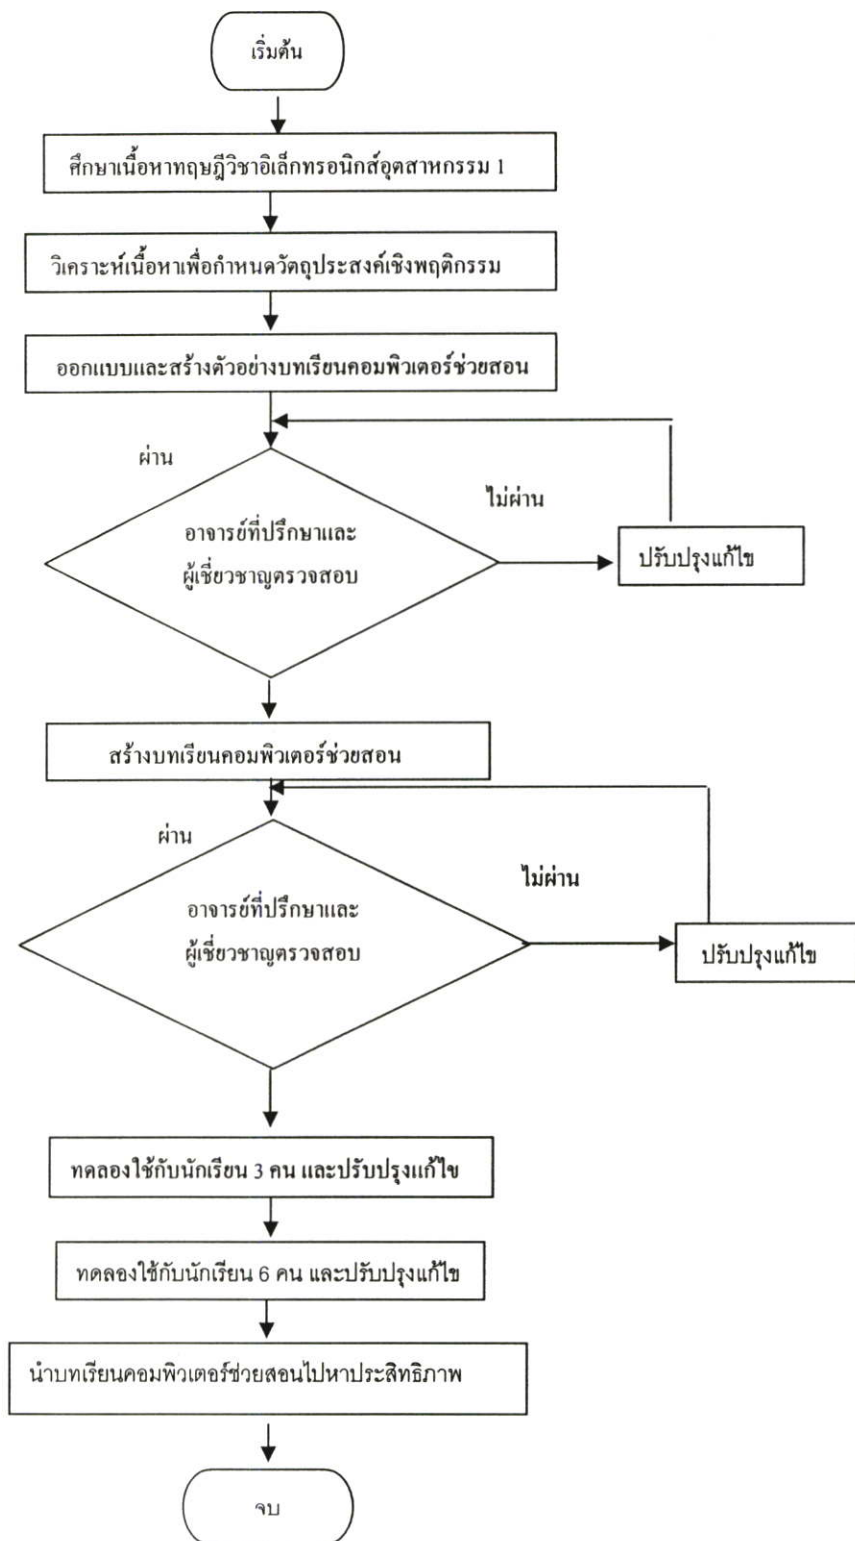 เริ่มต้น
ศึกษาเนื้อหาทฤษฎีวิชาอิเล็กทรอนิกส์อุตสาหกรรม 1
วิเคราะห์เนื้อหาเพื่อกำหนดวัตถุประสงค์เชิงพฤติกรรม
ออกแบบและสร้างตัวอย่างบทเรียนคอมพิวเตอร์ช่วยสอน
ผ่าน
ไม่ผ่าน
อาจารย์ที่ปรึกษาและ
ผู้เชี่ยวชาญตรวจสอบ
ปรับปรุงแก้ไข
สร้างบทเรียนคอมพิวเตอร์ช่วยสอน
ผ่าน
ไม่ผ่าน
อาจารย์ที่ปรึกษาและ
ผู้เชี่ยวชาญตรวจสอบ
ปรับปรุงแก้ไข
ทดลองใช้กับนักเรียน 3 คน และปรับปรุงแก้ไข
ทดลองใช้กับนักเรียน 6 คน และปรับปรุงแก้ไข
นำบทเรียนคอมพิวเตอร์ช่วยสอนไปหาประสิทธิภาพ
จบ